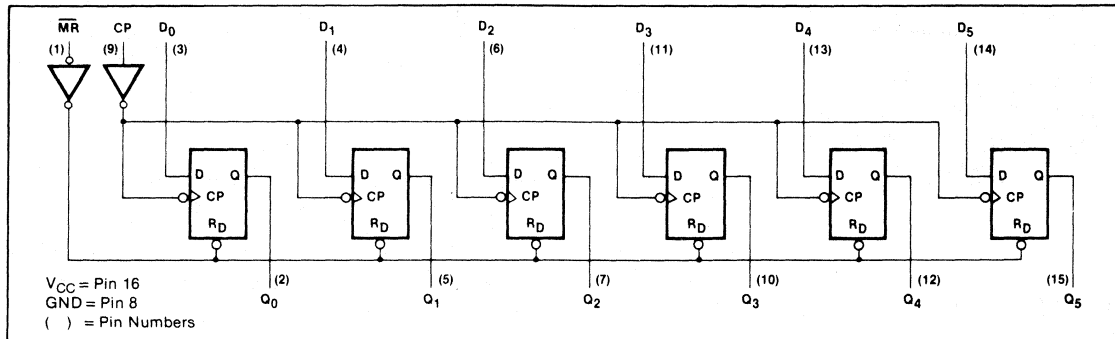 M̅R̅ CP D0 D1 D2 D3 D4 D5
(1) (9) (3) (4) (6) (11) (13) (14)
D Q D Q D Q D Q D Q D Q
CP CP CP CP CP CP
RD RD RD RD RD RD
VCC = Pin 16 (2) (5) (7) (10) (12) (15)
GND = Pin 8 Q0 Q1 Q2 Q3 Q4 Q5
( ) = Pin Numbers